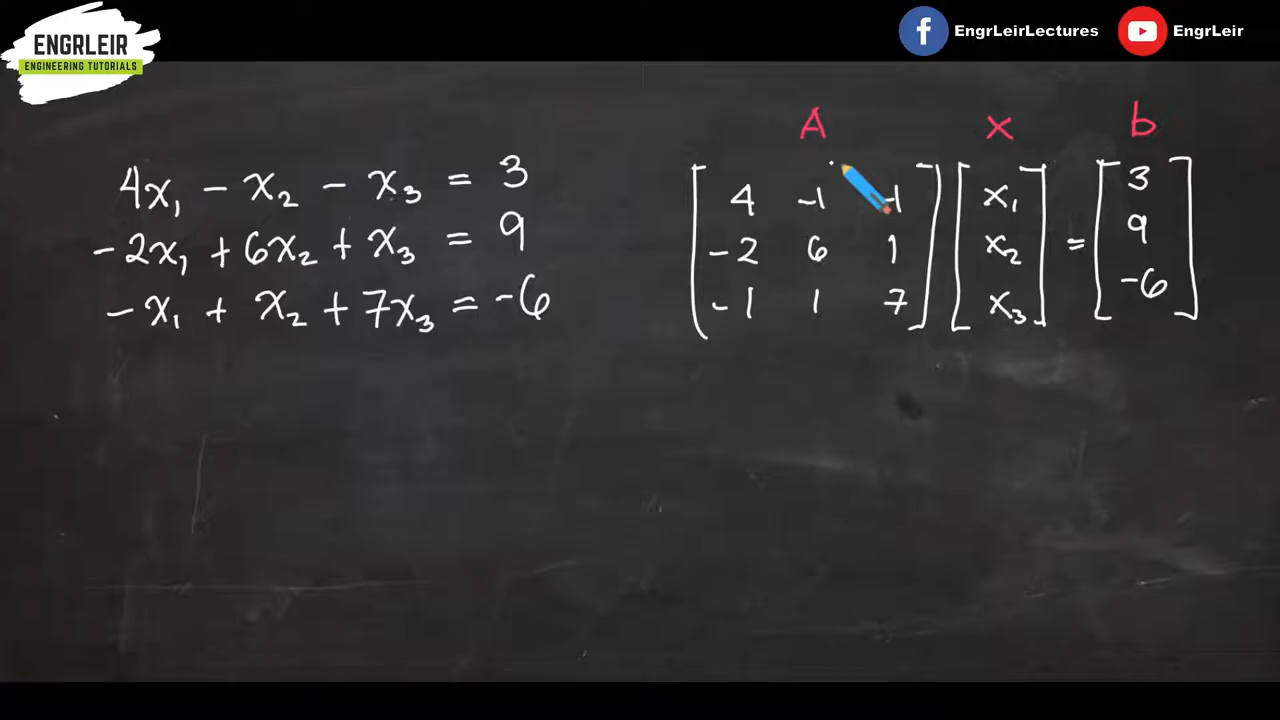 ENGRLEIR
ENGINEERING TUTORIALS
EngrLeirLectures
EngrLeir
4x₁ - x₂ - x₃ = 3
-2x₁ + 6x₂ + x₃ = 9
-x₁ + x₂ + 7x₃ = -6
A x b
[ 4 -1 -1 ] [ x₁ ] [ 3 ]
[ -2 6 1 ] [ x₂ ] = [ 9 ]
[ -1 1 7 ] [ x₃ ] [ -6 ]